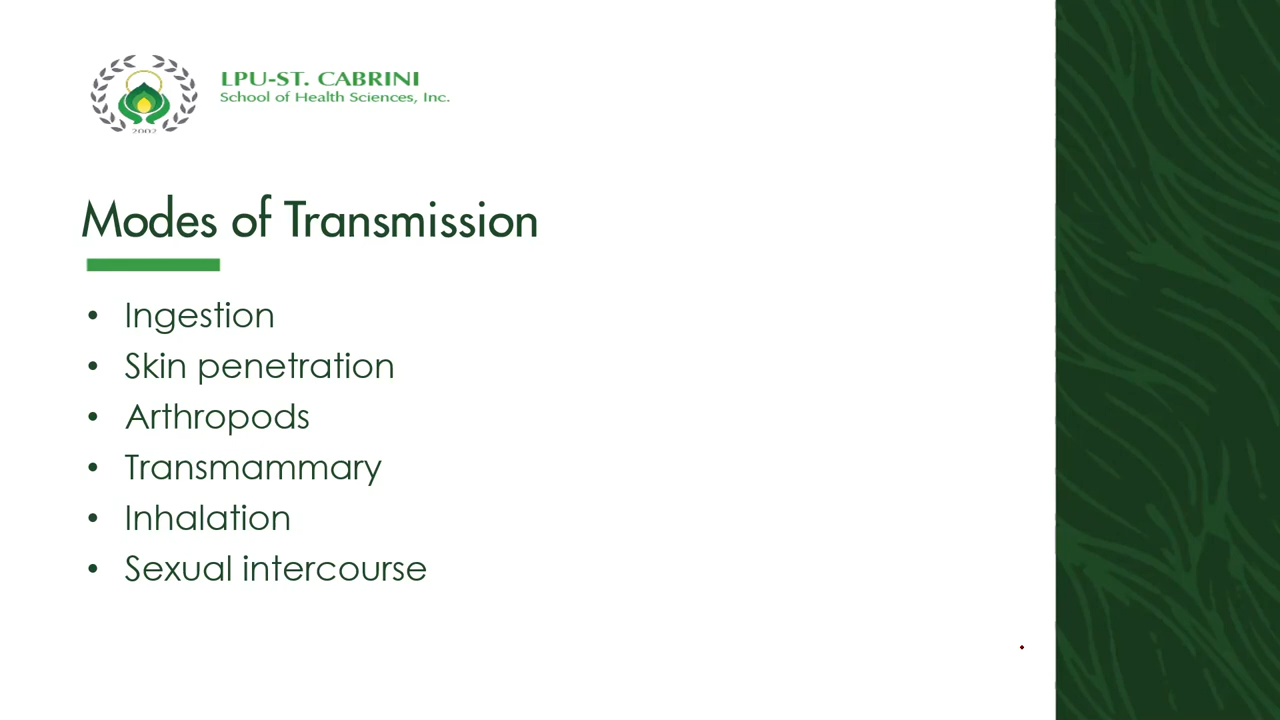 LPU-ST. CABRINI
School of Health Sciences, Inc.
2002
Modes of Transmission
• Ingestion
• Skin penetration
• Arthropods
• Transmammary
• Inhalation
• Sexual intercourse